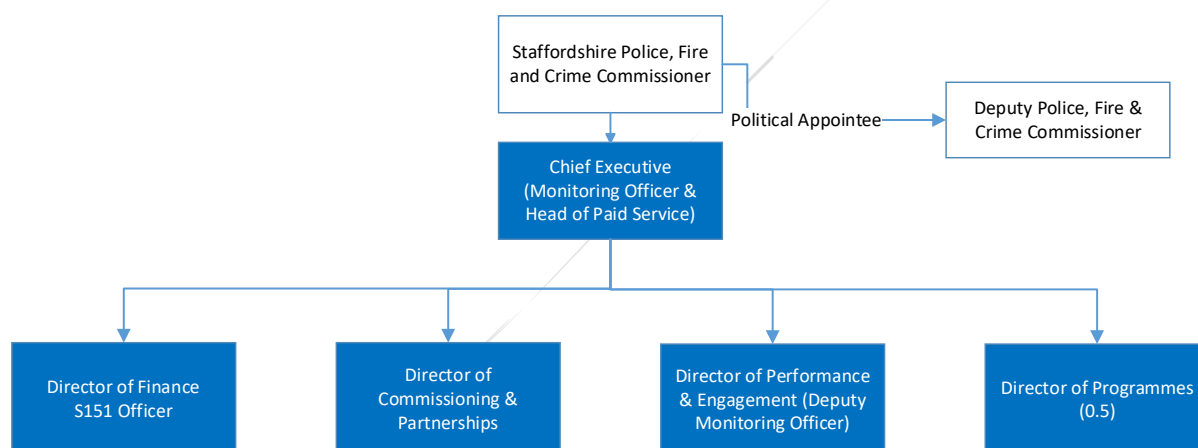 Staffordshire Police, Fire
and Crime Commissioner
Political Appointee
Deputy Police, Fire &
Crime Commissioner
Chief Executive
(Monitoring Officer &
Head of Paid Service)
Director of Finance
S151 Officer
Director of
Commissioning &
Partnerships
Director of Performance
& Engagement (Deputy
Monitoring Officer)
Director of Programmes
(0.5)